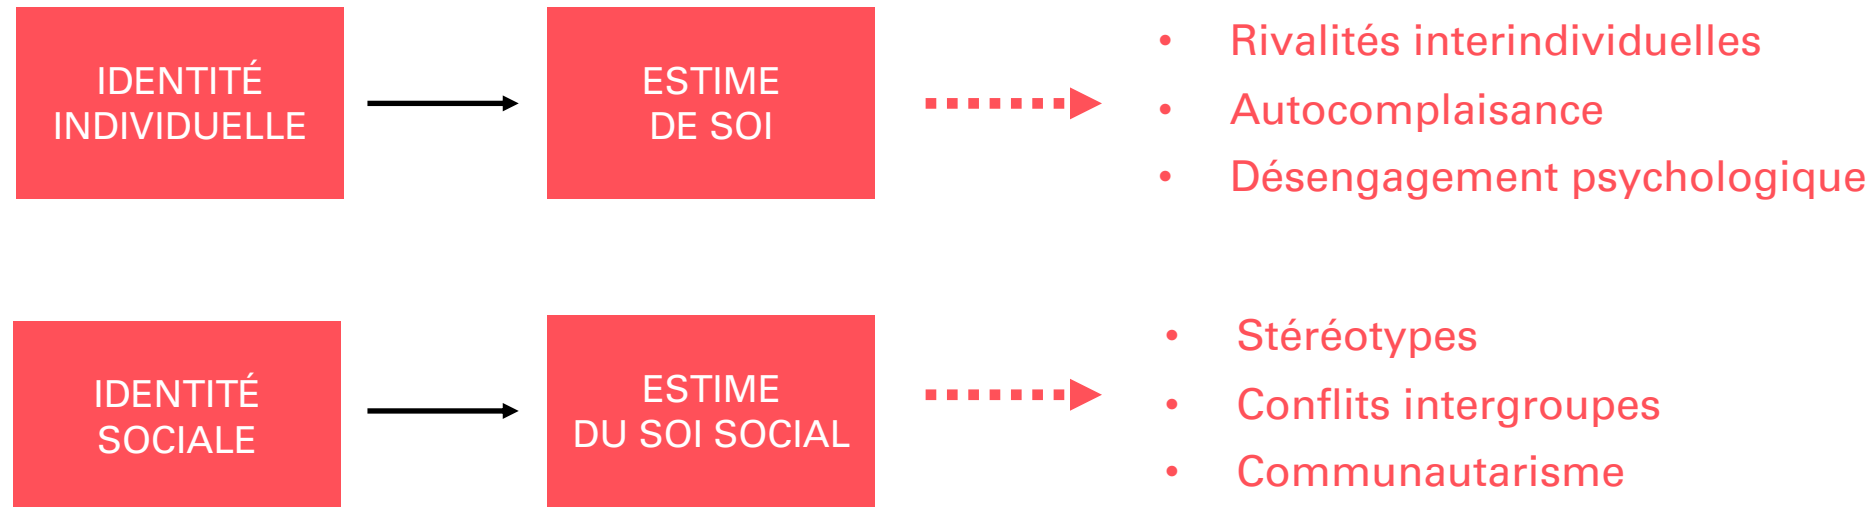 IDENTITÉ
INDIVIDUELLE
ESTIME
DE SOI
• Rivalités interindividuelles
• Autocomplaisance
• Désengagement psychologique
IDENTITÉ
SOCIALE
ESTIME
DU SOI SOCIAL
• Stéréotypes
• Conflits intergroupes
• Communautarisme